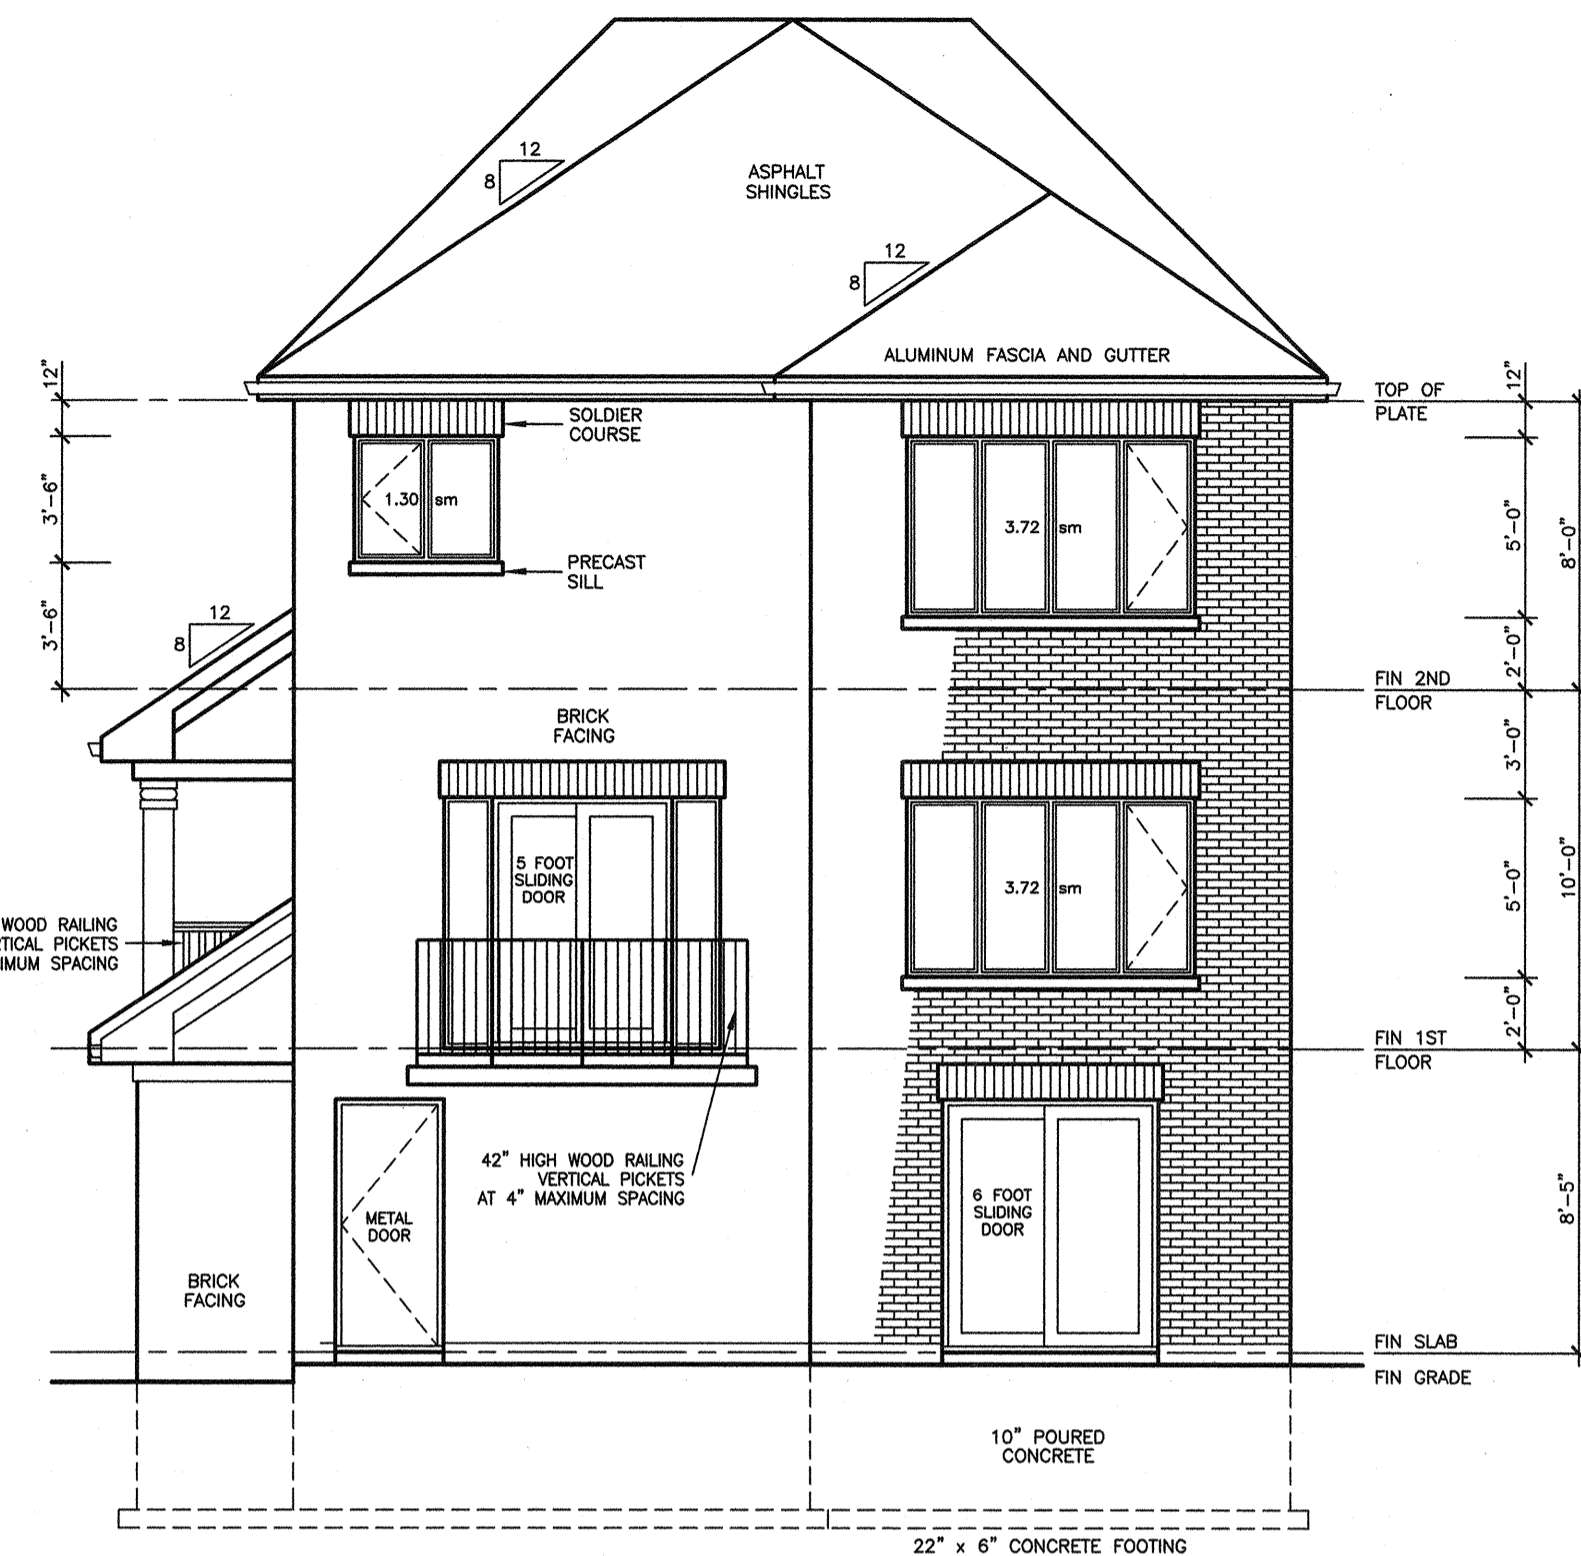 12
8
ASPHALT
SHINGLES
12
8
ALUMINUM FASCIA AND GUTTER
12"
12"
TOP OF
PLATE
SOLDIER
COURSE
3'-6"
1.30 sm
3.72 sm
5'-0"
8'-0"
PRECAST
SILL
12
8
3'-6"
2'-0"
FIN 2ND
FLOOR
BRICK
FACING
3'-0"
5 FOOT
SLIDING
DOOR
3.72 sm
5'-0"
10'-0"
WOOD RAILING
RTICAL PICKETS
IMUM SPACING
2'-0"
FIN 1ST
FLOOR
42" HIGH WOOD RAILING
VERTICAL PICKETS
AT 4" MAXIMUM SPACING
METAL
DOOR
6 FOOT
SLIDING
DOOR
8'-5"
BRICK
FACING
FIN SLAB
FIN GRADE
10" POURED
CONCRETE
22" x 6" CONCRETE FOOTING